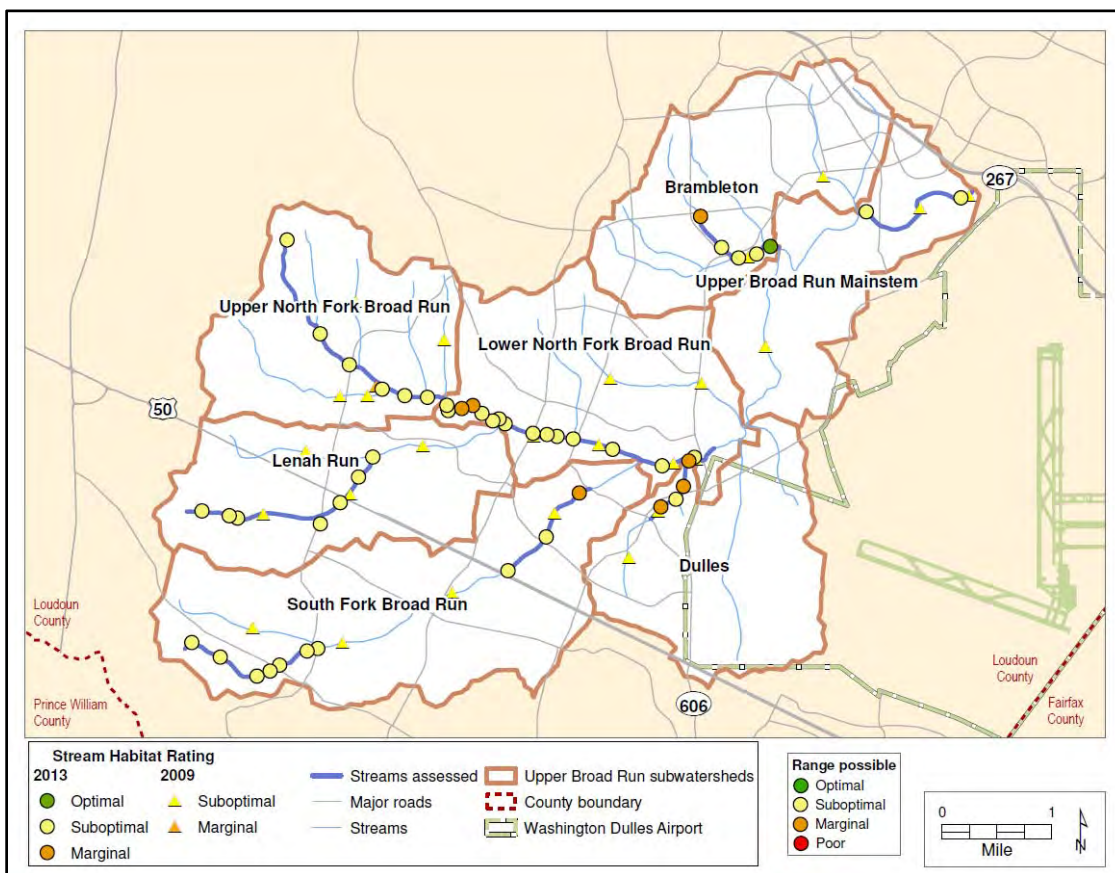 267
Brambleton
Upper Broad Run Mainstem
Upper North Fork Broad Run
Lower North Fork Broad Run
50
Lenah Run
Dulles
South Fork Broad Run
Loudoun
County
Prince William
County
606
Loudoun
County
Fairfax
County
Stream Habitat Rating
2013 2009
Optimal
Suboptimal
Marginal
Suboptimal
Marginal
Streams assessed
Major roads
Streams
Upper Broad Run subwatersheds
County boundary
Washington Dulles Airport
Range possible
Optimal
Suboptimal
Marginal
Poor
0 1
Mile
N